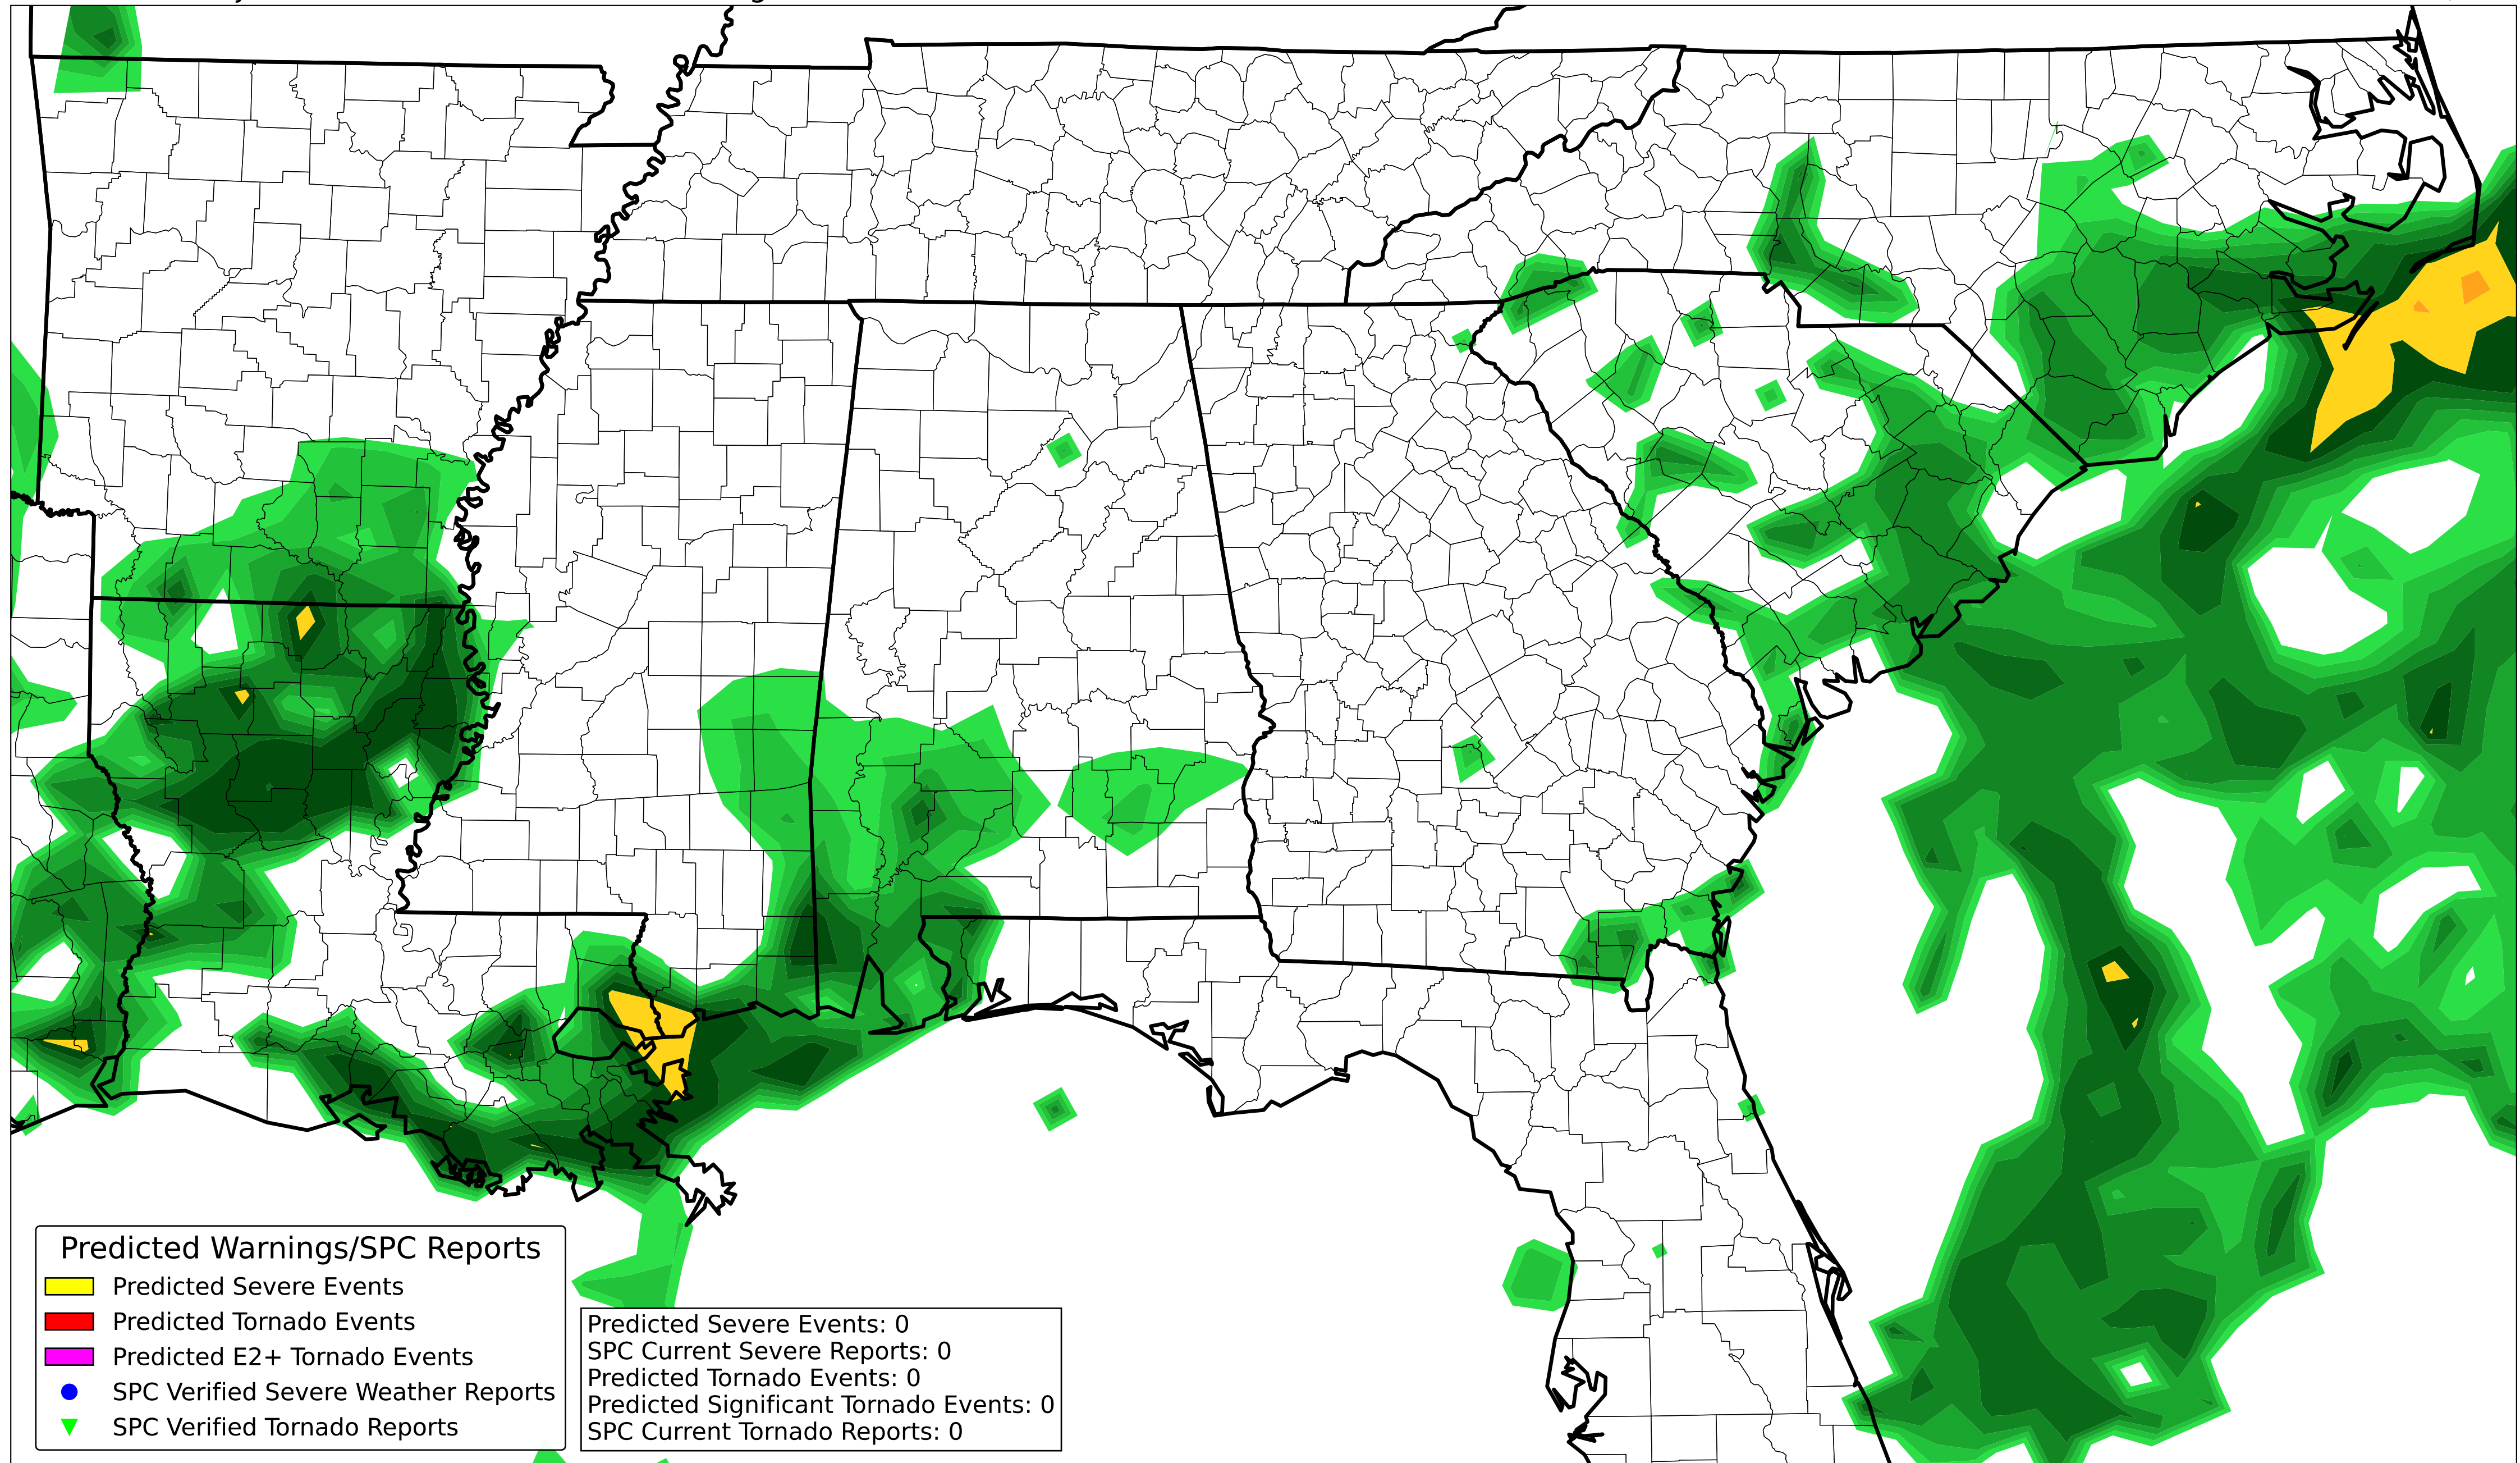 Predicted Warnings/SPC Reports
Predicted Severe Events
Predicted Tornado Events
Predicted E2+ Tornado Events
SPC Verified Severe Weather Reports
SPC Verified Tornado Reports
Predicted Severe Events: 0
SPC Current Severe Reports: 0
Predicted Tornado Events: 0
Predicted Significant Tornado Events: 0
SPC Current Tornado Reports: 0